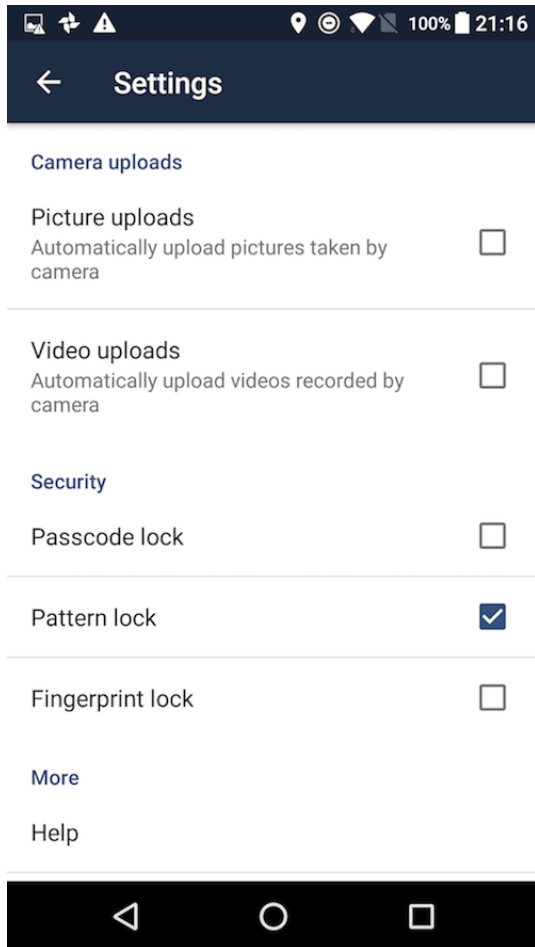 100% 21:16
Settings
Camera uploads
Picture uploads
Automatically upload pictures taken by
camera
Video uploads
Automatically upload videos recorded by
camera
Security
Passcode lock
Pattern lock
Fingerprint lock
More
Help